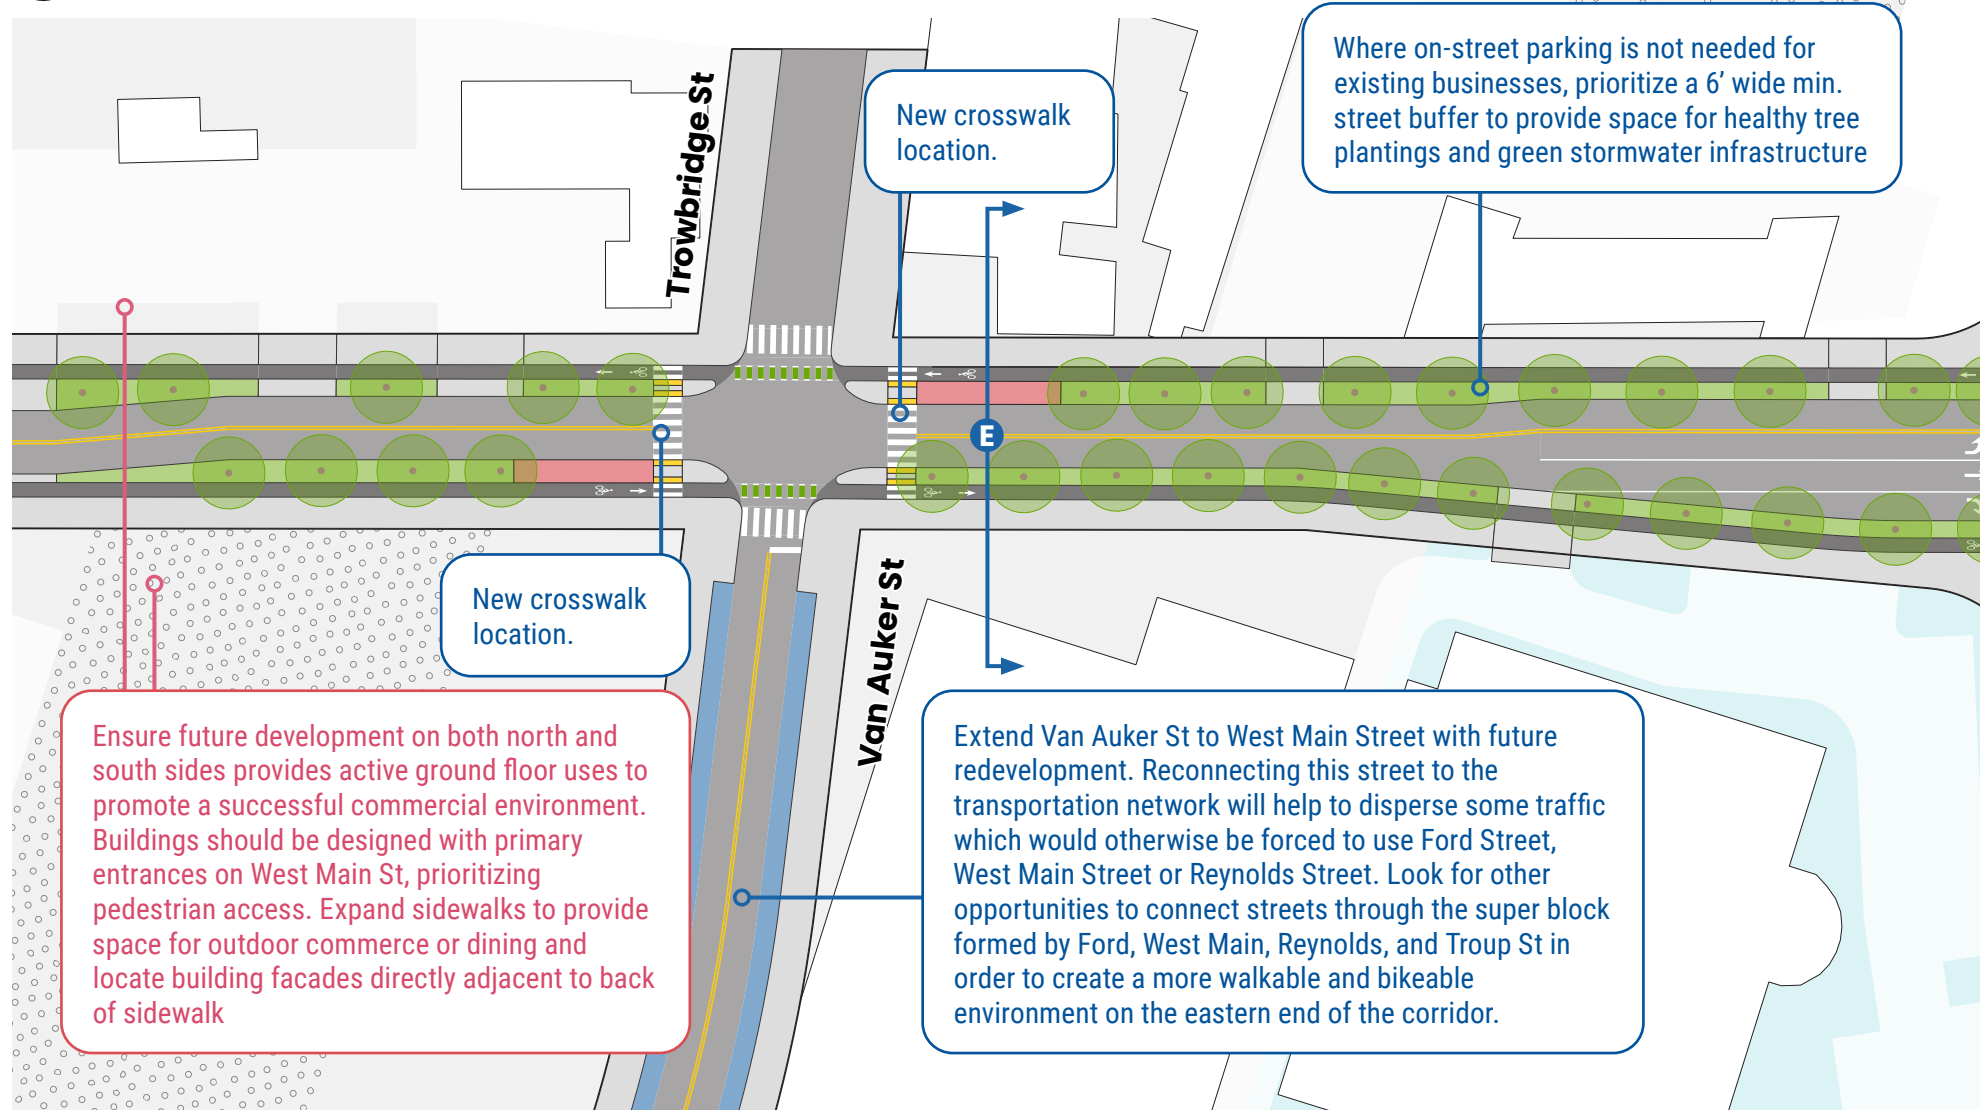 Where on-street parking is not needed for
existing businesses, prioritize a 6’ wide min.
street buffer to provide space for healthy tree
plantings and green stormwater infrastructure
New crosswalk
location.
Trowbridge St
E
New crosswalk
location.
Van Auker St
Ensure future development on both north and
south sides provides active ground floor uses to
promote a successful commercial environment.
Buildings should be designed with primary
entrances on West Main St, prioritizing
pedestrian access. Expand sidewalks to provide
space for outdoor commerce or dining and
locate building facades directly adjacent to back
of sidewalk
Extend Van Auker St to West Main Street with future
redevelopment. Reconnecting this street to the
transportation network will help to disperse some traffic
which would otherwise be forced to use Ford Street,
West Main Street or Reynolds Street. Look for other
opportunities to connect streets through the super block
formed by Ford, West Main, Reynolds, and Troup St in
order to create a more walkable and bikeable
environment on the eastern end of the corridor.